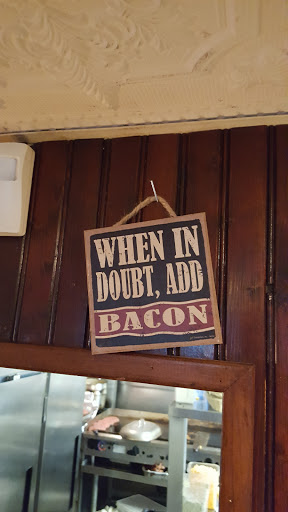 WHEN IN
DOUBT, ADD
BACON